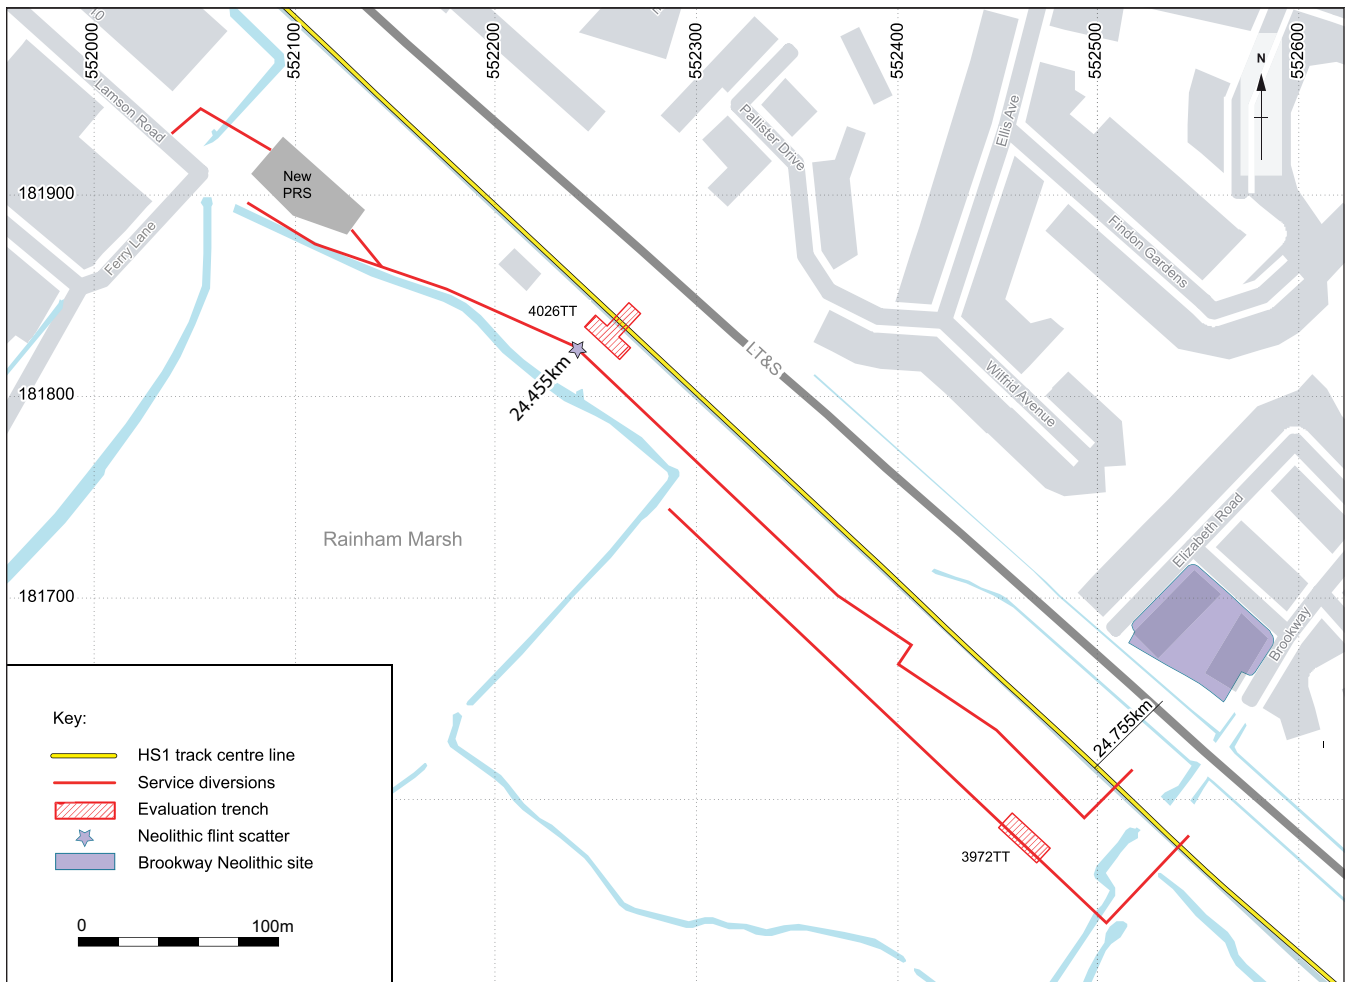 552000
552100
552200
552300
552400
552500
552600
10
N
Lamson Road
Pallister Drive
Ellis Ave
181900
New
PRS
Ferry Lane
Findon Gardens
4026TT
LT&S
24.455km
Wilfrid Avenue
181800
Rainham Marsh
Elizabeth Road
181700
Brookway
24.755km
3972TT
Key:
HS1 track centre line
Service diversions
Evaluation trench
Neolithic flint scatter
Brookway Neolithic site
0 100m